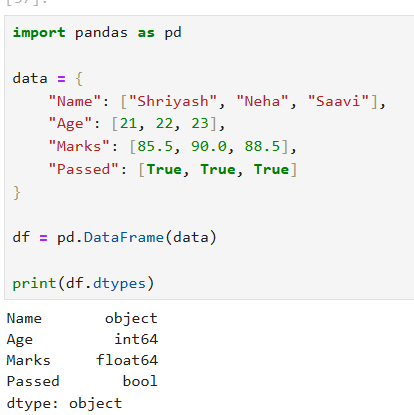 import pandas as pd
data = {
    "Name": ["Shriyash", "Neha", "Saavi"],
    "Age": [21, 22, 23],
    "Marks": [85.5, 90.0, 88.5],
    "Passed": [True, True, True]
}
df = pd.DataFrame(data)
print(df.dtypes)
Name       object
Age         int64
Marks     float64
Passed       bool
dtype: object